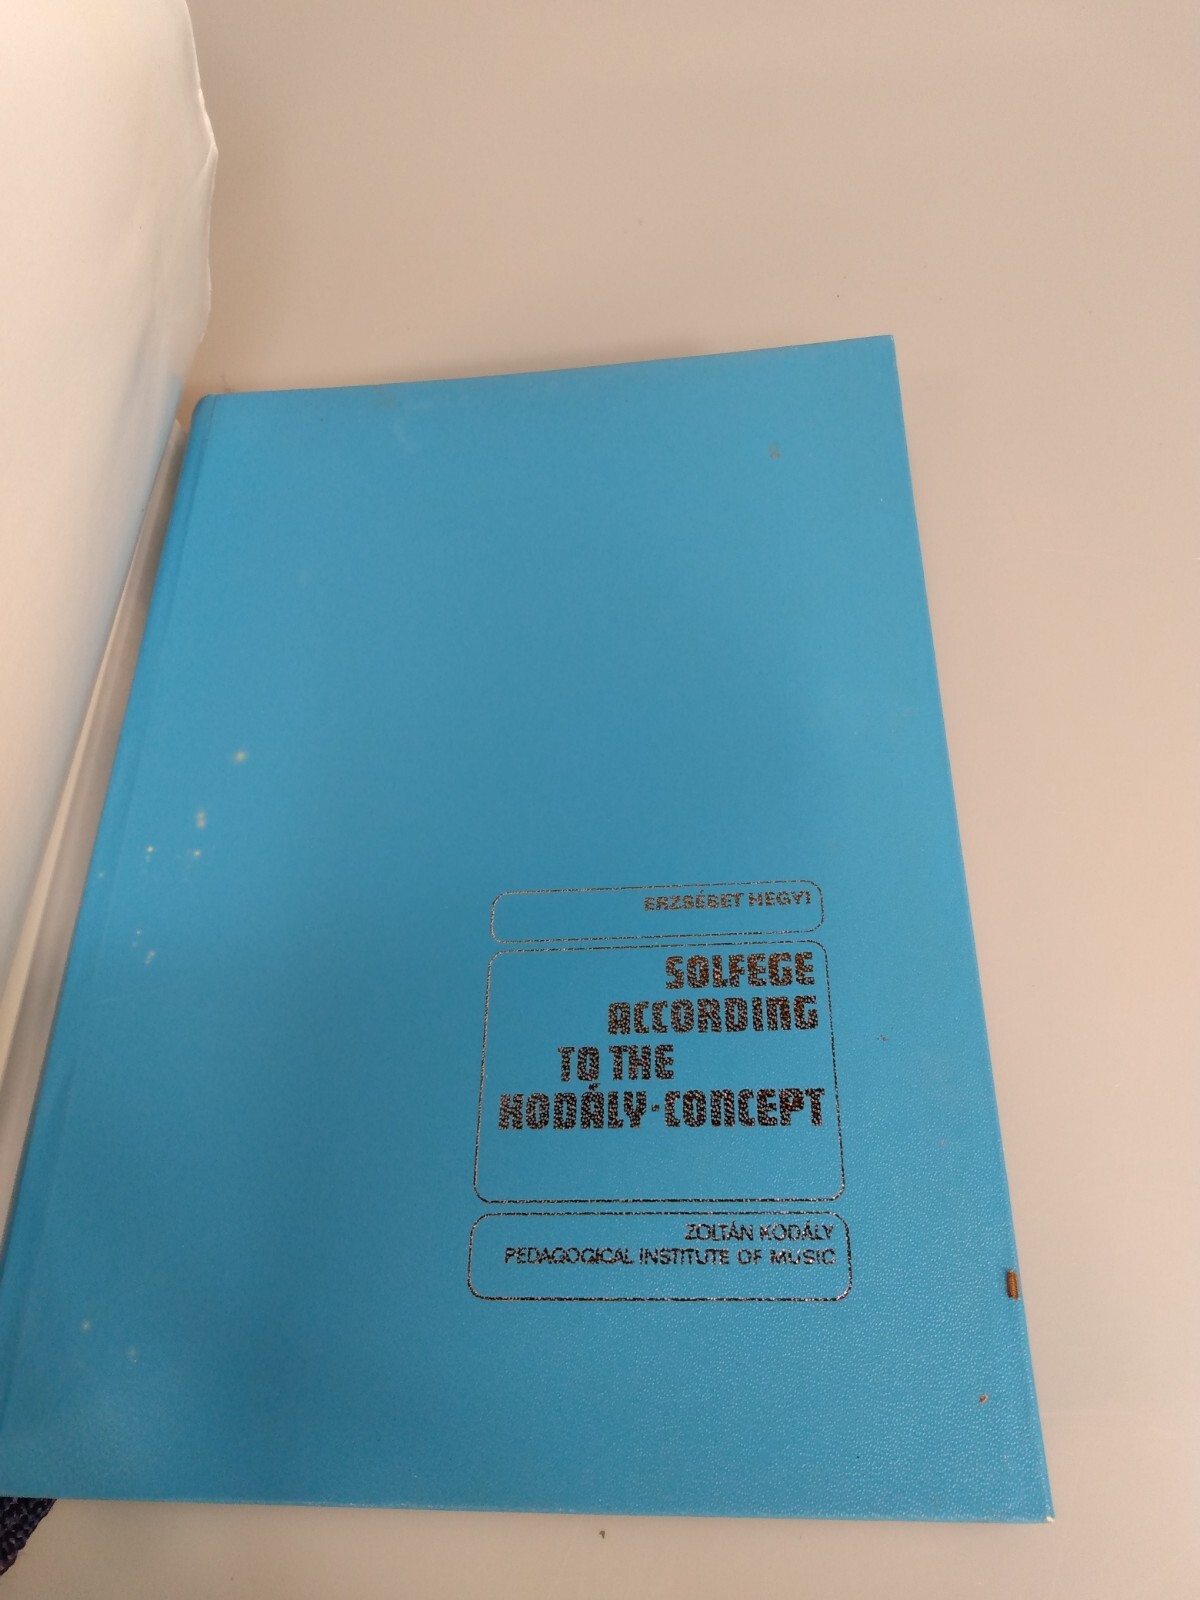 ERZSÉBET HEGYI
SOLFEGE
ACCORDING
TO THE
KODÁLY-CONCEPT
ZOLTÁN KODÁLY
PEDAGOGICAL INSTITUTE OF MUSIC